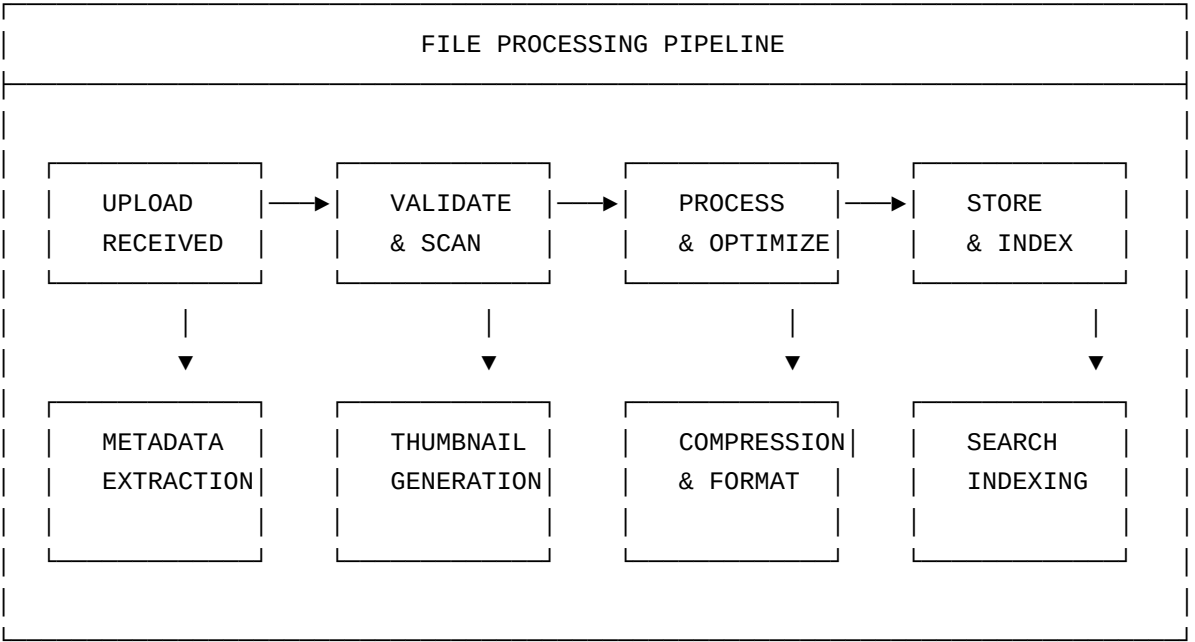 FILE PROCESSING PIPELINE
UPLOAD VALIDATE PROCESS STORE
RECEIVED & SCAN & OPTIMIZE & INDEX
METADATA THUMBNAIL COMPRESSION SEARCH
EXTRACTION GENERATION & FORMAT INDEXING